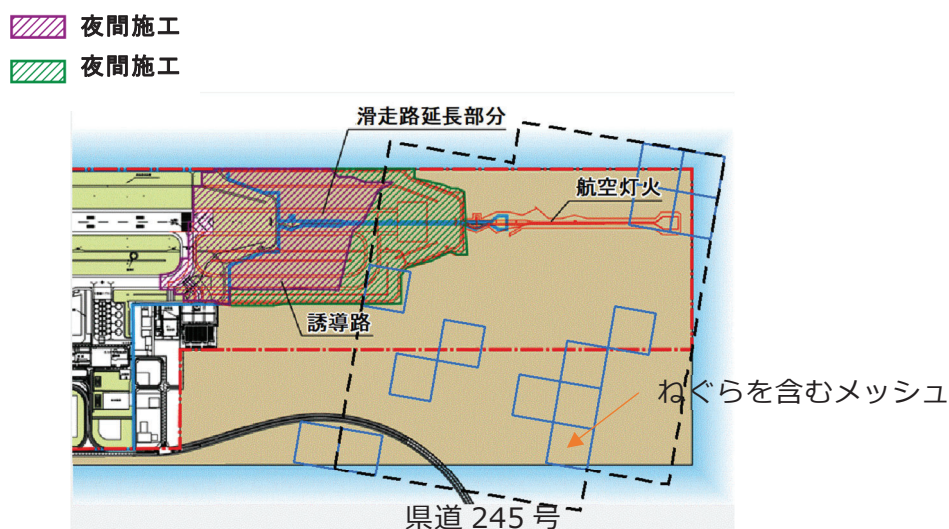 夜間施工
夜間施工
滑走路延長部分
航空灯火
誘導路
ねぐらを含むメッシュ
県道 245 号